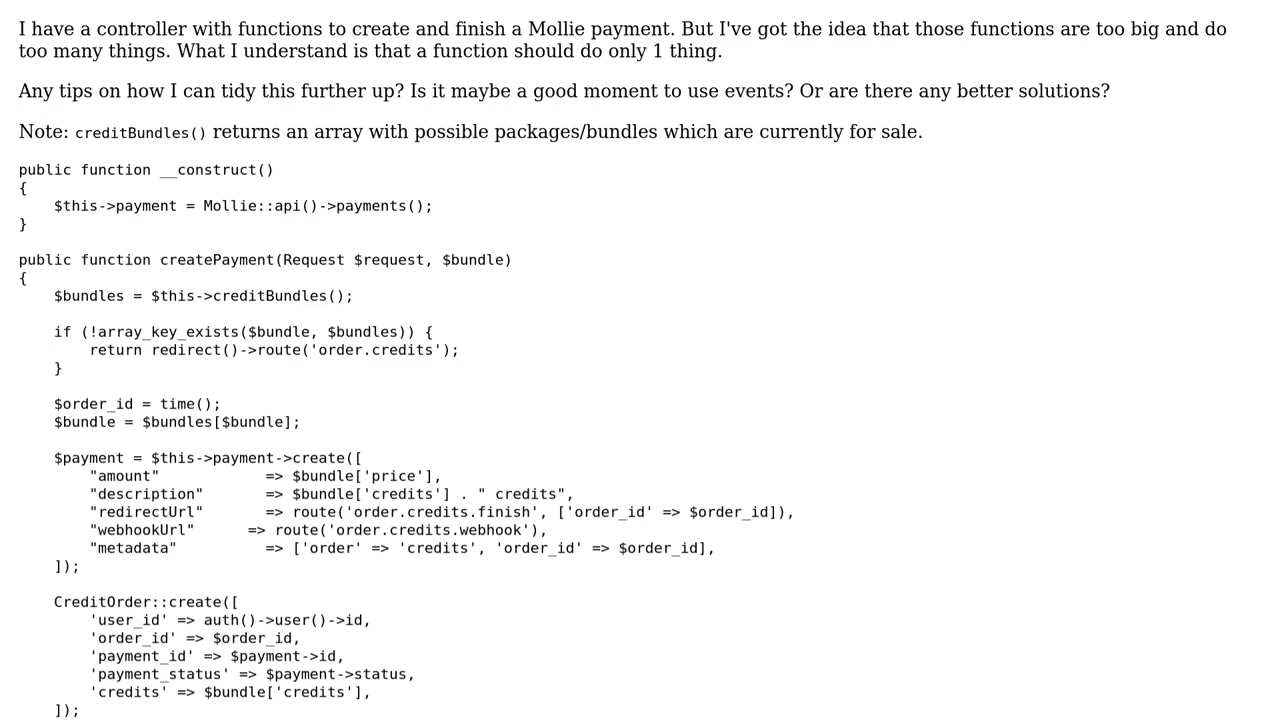 I have a controller with functions to create and finish a Mollie payment. But I've got the idea that those functions are too big and do
too many things. What I understand is that a function should do only 1 thing.
Any tips on how I can tidy this further up? Is it maybe a good moment to use events? Or are there any better solutions?
Note: creditBundles() returns an array with possible packages/bundles which are currently for sale.
public function __construct()
{
    $this->payment = Mollie::api()->payments();
}
public function createPayment(Request $request, $bundle)
{
    $bundles = $this->creditBundles();
    if (!array_key_exists($bundle, $bundles)) {
        return redirect()->route('order.credits');
    }
    $order_id = time();
    $bundle = $bundles[$bundle];
    $payment = $this->payment->create([
        "amount"            => $bundle['price'],
        "description"       => $bundle['credits'] . " credits",
        "redirectUrl"       => route('order.credits.finish', ['order_id' => $order_id]),
        "webhookUrl"      => route('order.credits.webhook'),
        "metadata"          => ['order' => 'credits', 'order_id' => $order_id],
    ]);
    CreditOrder::create([
        'user_id' => auth()->user()->id,
        'order_id' => $order_id,
        'payment_id' => $payment->id,
        'payment_status' => $payment->status,
        'credits' => $bundle['credits'],
    ]);